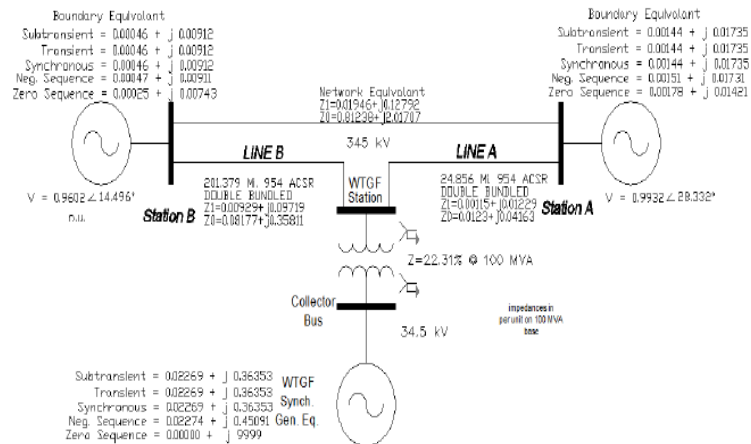 Boundary Equivalant
Subtransient = 0.00046 + j 0.00912
Transient = 0.00046 + j 0.00912
Synchronous = 0.00046 + j 0.00912
Neg. Sequence = 0.00047 + j 0.00911
Zero Sequence = 0.00025 + j 0.00743
Boundary Equivalant
Subtransient = 0.00144 + j 0.01735
Transient = 0.00144 + j 0.01735
Synchronous = 0.00144 + j 0.01735
Neg. Sequence = 0.00151 + j 0.01731
Zero Sequence = 0.00178 + j 0.01421
Network Equivalant
Z1=0.01946+j0.12792
Z0=0.81238+j2.01707
345 kV
LINE B
LINE A
V = 0.9602∠14.496°
p.u.
Station B
201.379 Mi. 954 ACSR
DOUBLE BUNDLED
Z1=0.00929+j0.09719
Z0=0.08177+j0.35811
WTGF
Station
24.856 Mi. 954 ACSR
DOUBLE BUNDLED
Z1=0.00115+j0.01229
Z0=0.0123+j0.04163
Station A
V = 0.9932∠28.332°
Z=22.31% @ 100 MVA
Collector
Bus
34.5 kV
impedances in
per unit on 100 MVA
base
Subtransient = 0.02269 + j 0.36353
Transient = 0.02269 + j 0.36353
Synchronous = 0.02269 + j 0.36353
Neg. Sequence = 0.02274 + j 0.45091
Zero Sequence = 0.00000 + j 9999
WTGF
Synch.
Gen. Eq.